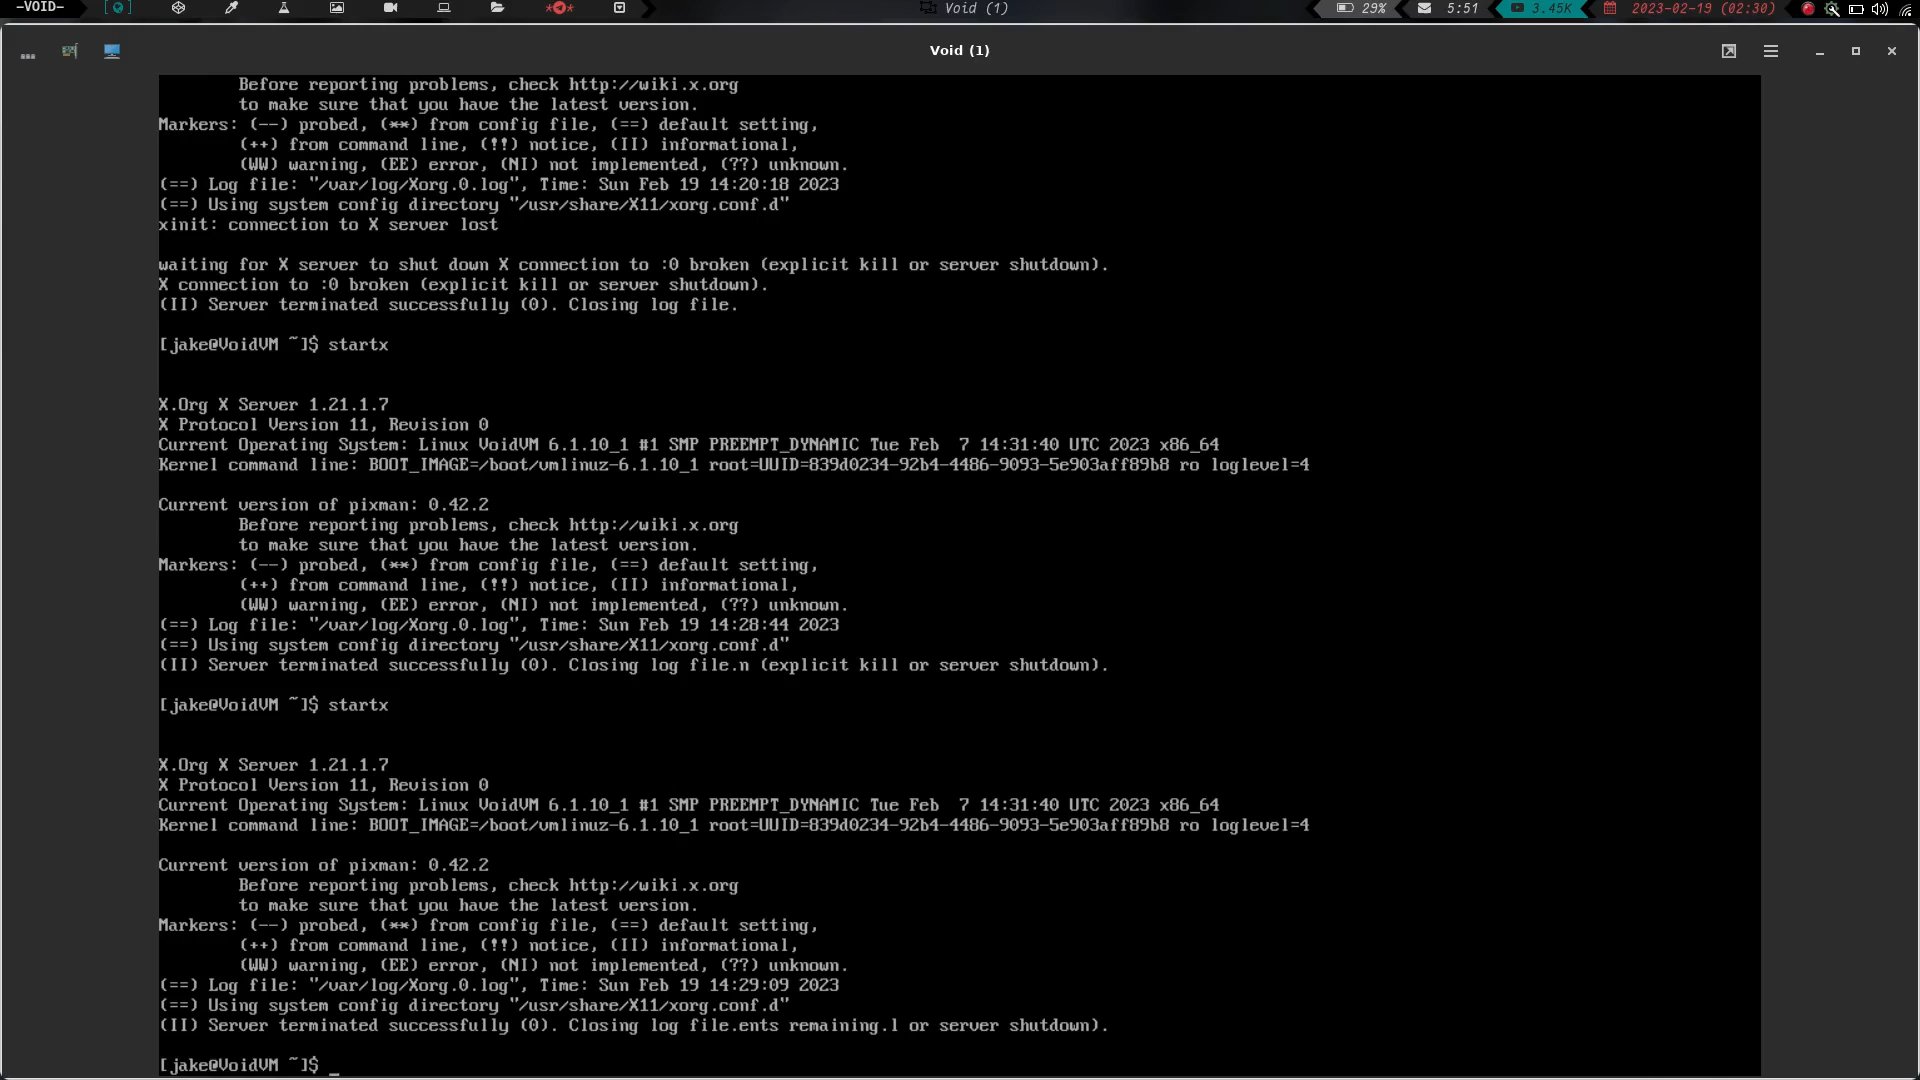 -VOID-
[ ]
* *
Void (1)
29%
5:51
3.45K
2023-02-19 (02:30)
Void (1)
Before reporting problems, check http://wiki.x.org
to make sure that you have the latest version.
Markers: (--) probed, (**) from config file, (==) default setting,
(++) from command line, (!!) notice, (II) informational,
(WW) warning, (EE) error, (NI) not implemented, (??) unknown.
(==) Log file: "/var/log/Xorg.0.log", Time: Sun Feb 19 14:20:18 2023
(==) Using system config directory "/usr/share/X11/xorg.conf.d"
xinit: connection to X server lost
waiting for X server to shut down X connection to :0 broken (explicit kill or server shutdown).
X connection to :0 broken (explicit kill or server shutdown).
(II) Server terminated successfully (0). Closing log file.
[jake@VoidVM ~]$ startx
X.Org X Server 1.21.1.7
X Protocol Version 11, Revision 0
Current Operating System: Linux VoidVM 6.1.10_1 #1 SMP PREEMPT_DYNAMIC Tue Feb  7 14:31:40 UTC 2023 x86_64
Kernel command line: BOOT_IMAGE=/boot/vmlinuz-6.1.10_1 root=UUID=839d0234-92b4-4486-9093-5e903aff89b8 ro loglevel=4
Current version of pixman: 0.42.2
Before reporting problems, check http://wiki.x.org
to make sure that you have the latest version.
Markers: (--) probed, (**) from config file, (==) default setting,
(++) from command line, (!!) notice, (II) informational,
(WW) warning, (EE) error, (NI) not implemented, (??) unknown.
(==) Log file: "/var/log/Xorg.0.log", Time: Sun Feb 19 14:28:44 2023
(==) Using system config directory "/usr/share/X11/xorg.conf.d"
(II) Server terminated successfully (0). Closing log file.n (explicit kill or server shutdown).
[jake@VoidVM ~]$ startx
X.Org X Server 1.21.1.7
X Protocol Version 11, Revision 0
Current Operating System: Linux VoidVM 6.1.10_1 #1 SMP PREEMPT_DYNAMIC Tue Feb  7 14:31:40 UTC 2023 x86_64
Kernel command line: BOOT_IMAGE=/boot/vmlinuz-6.1.10_1 root=UUID=839d0234-92b4-4486-9093-5e903aff89b8 ro loglevel=4
Current version of pixman: 0.42.2
Before reporting problems, check http://wiki.x.org
to make sure that you have the latest version.
Markers: (--) probed, (**) from config file, (==) default setting,
(++) from command line, (!!) notice, (II) informational,
(WW) warning, (EE) error, (NI) not implemented, (??) unknown.
(==) Log file: "/var/log/Xorg.0.log", Time: Sun Feb 19 14:29:09 2023
(==) Using system config directory "/usr/share/X11/xorg.conf.d"
(II) Server terminated successfully (0). Closing log file.ents remaining.l or server shutdown).
[jake@VoidVM ~]$ _